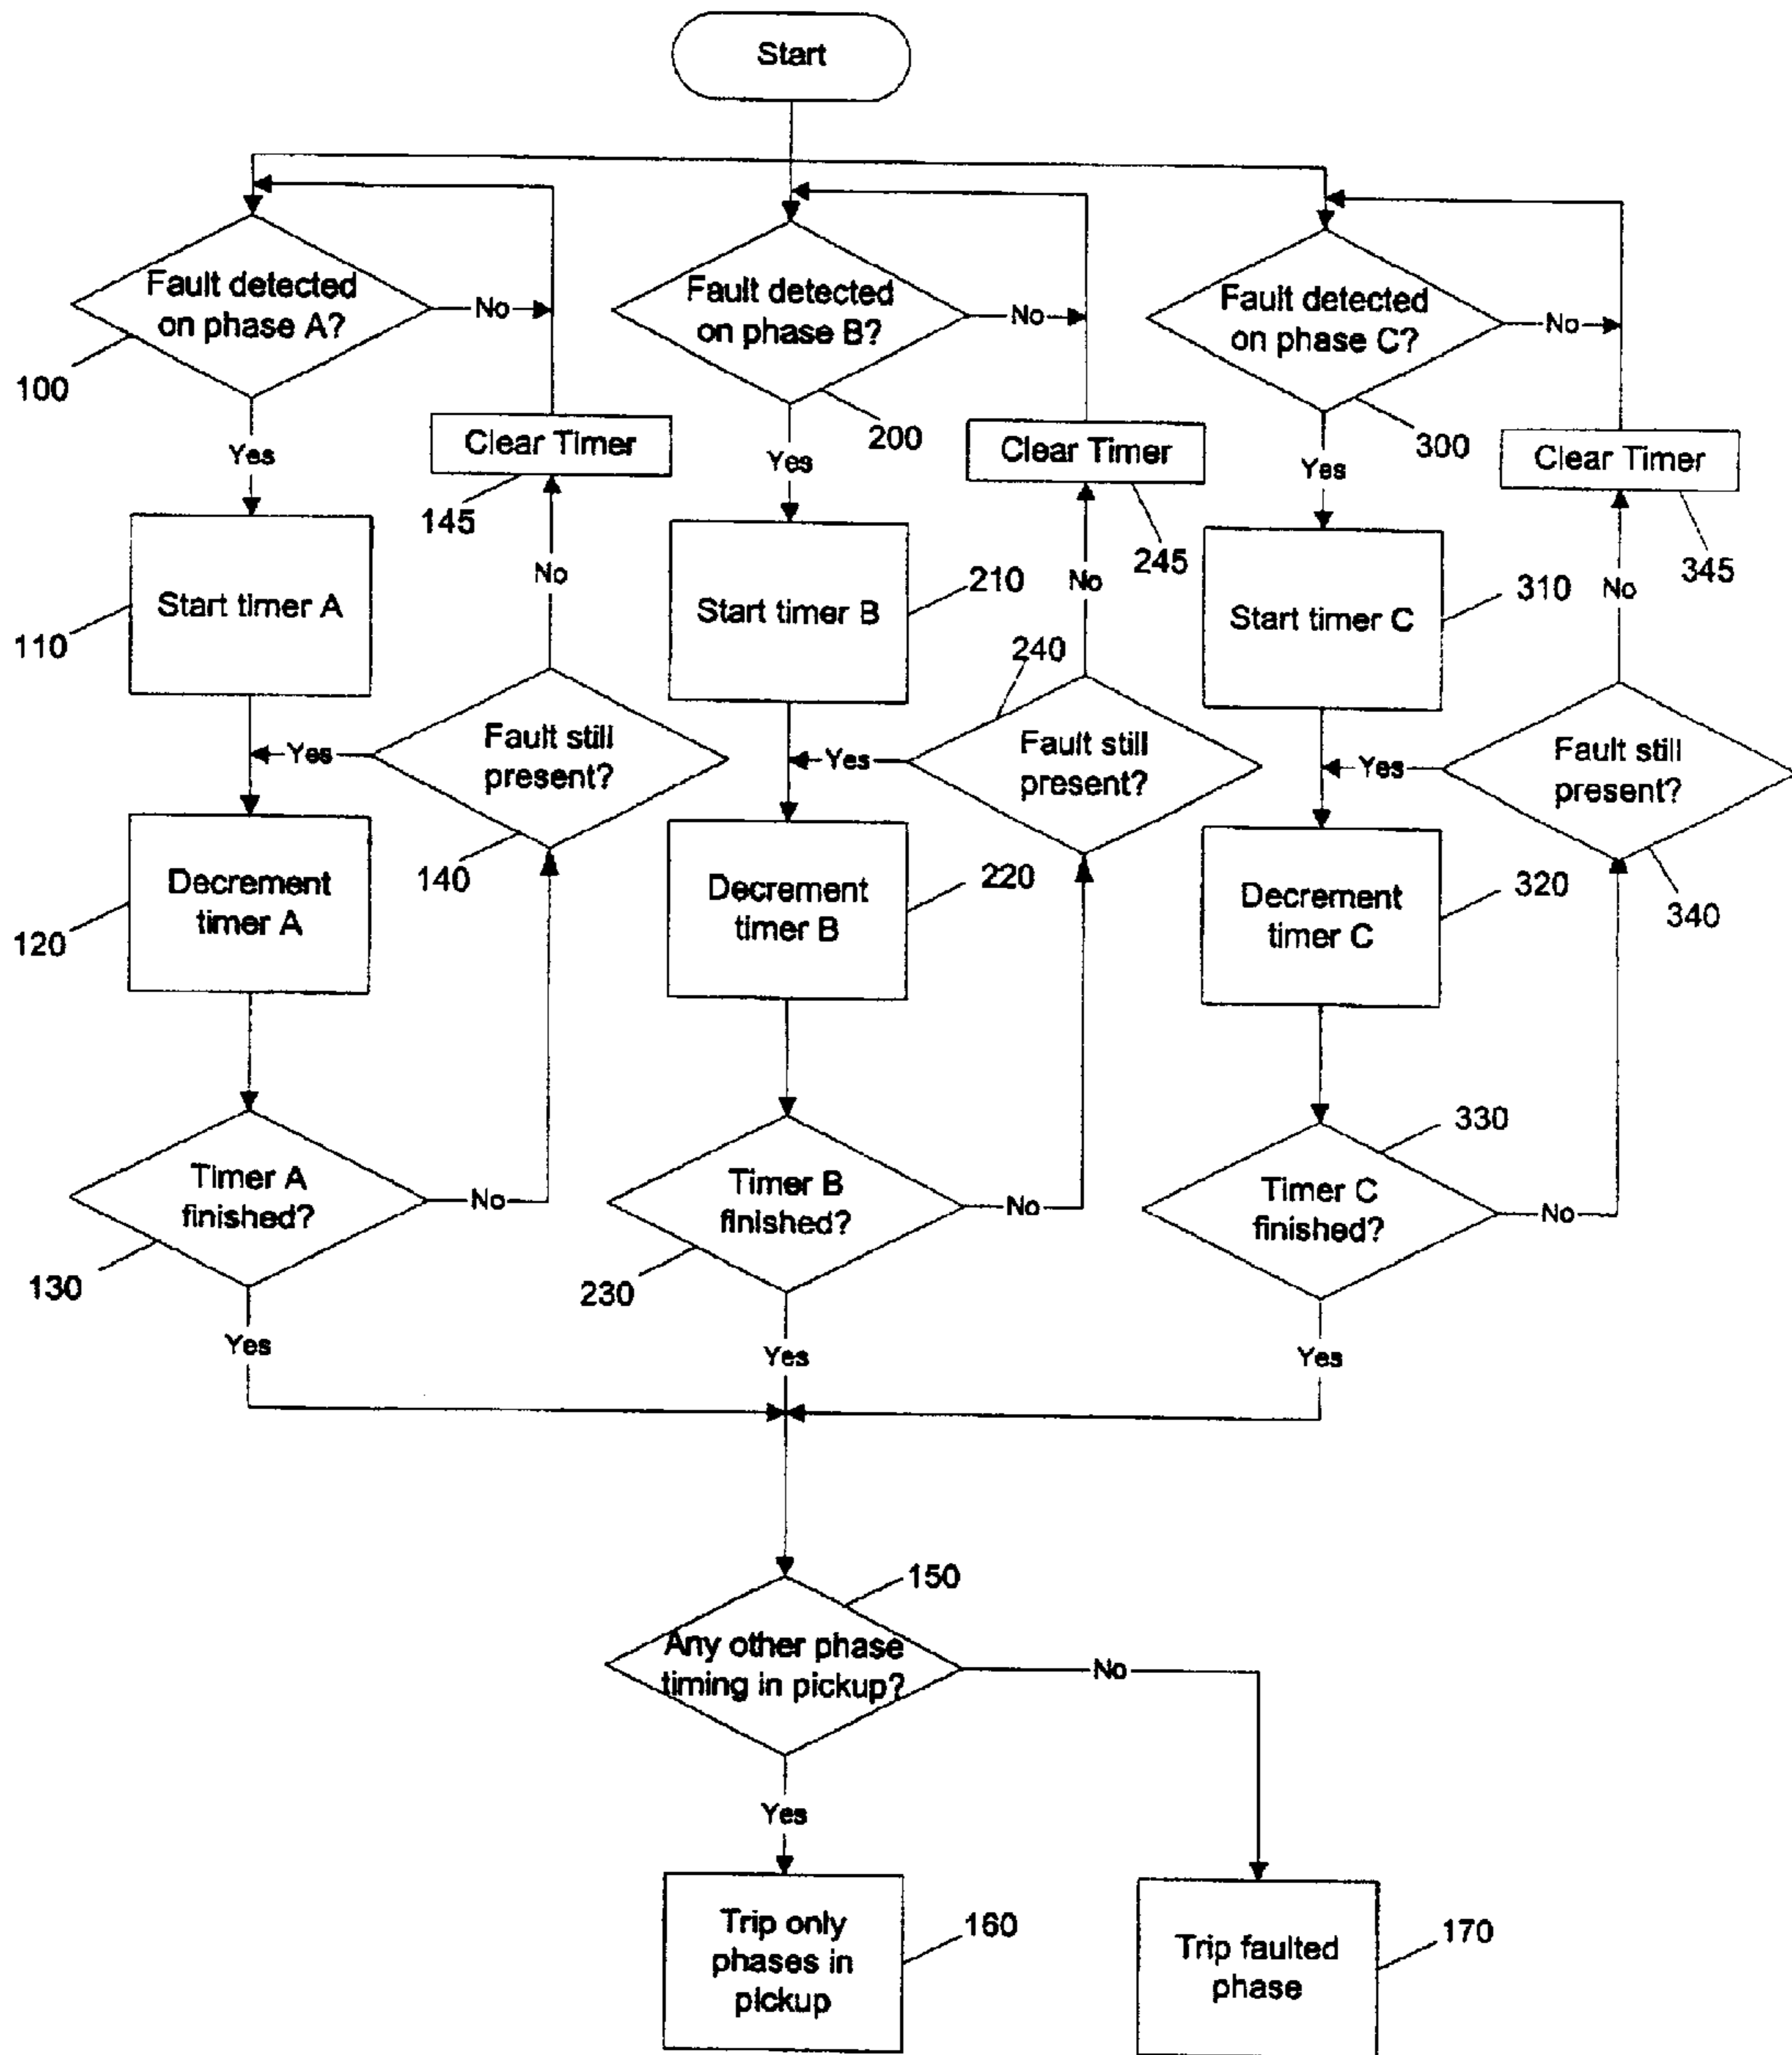 Start
Fault detected
on phase A?
No
100
Yes
Clear Timer
145
Start timer A
110
No
Fault still
present?
Yes
140
Decrement
timer A
120
Timer A
finished?
No
130
Yes
Fault detected
on phase B?
No
200
Yes
Clear Timer
245
Start timer B
210
No
240
Fault still
present?
Yes
Decrement
timer B
220
Timer B
finished?
No
230
Yes
Fault detected
on phase C?
No
300
Yes
Clear Timer
345
Start timer C
310
No
Fault still
present?
Yes
340
Decrement
timer C
320
330
Timer C
finished?
No
Yes
150
Any other phase
timing in pickup?
No
Yes
Trip only
phases in
pickup
160
Trip faulted
phase
170